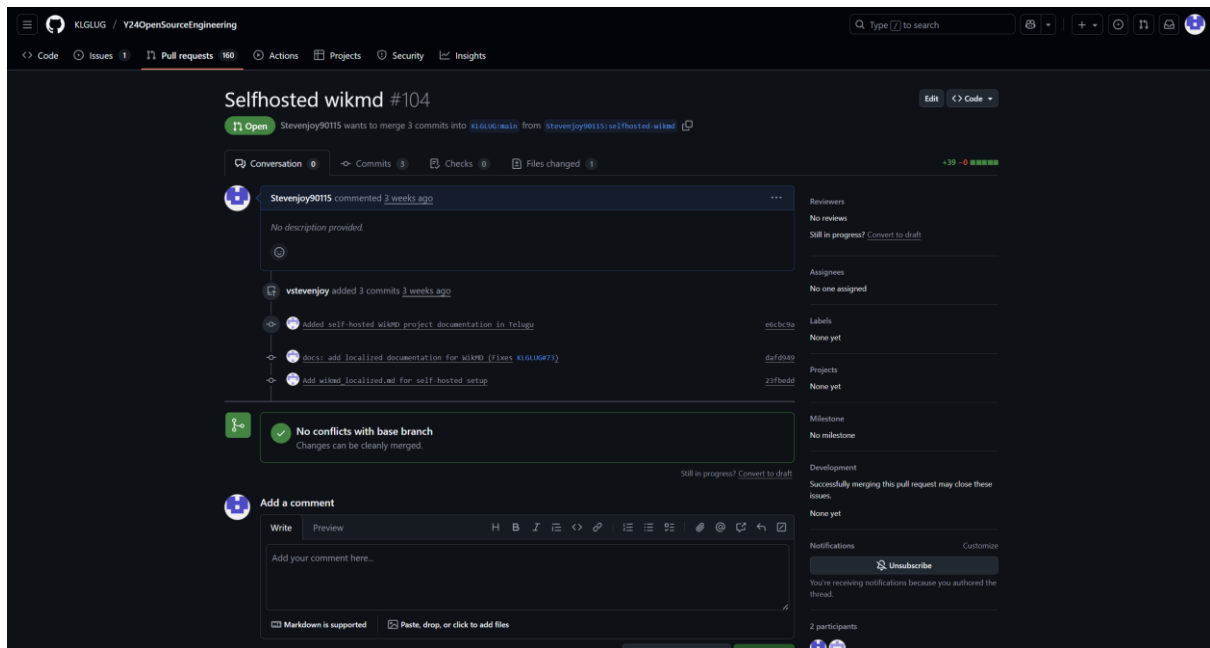 KLGLUG / Y24OpenSourceEngineering
Type / to search
Code Issues 1 Pull requests 160 Actions Projects Security Insights
Selfhosted wikmd #104
Edit Code
Open Stevenjoy90115 wants to merge 3 commits into KLGLUG:main from Stevenjoy90115:selfhosted-wikmd
Conversation 0 Commits 3 Checks 0 Files changed 1 +39 −0
Stevenjoy90115 commented 3 weeks ago
No description provided.
vstevenjoy added 3 commits 3 weeks ago
Added self-hosted WikMD project documentation in Telugu e6cbc9a
docs: add localized documentation for WikMD (Fixes KLGLUG#73) dafd949
Add wikmd_localized.md for self-hosted setup 23fbedd
No conflicts with base branch
Changes can be cleanly merged.
Still in progress? Convert to draft
Add a comment
Write Preview
Add your comment here...
Markdown is supported Paste, drop, or click to add files
Reviewers
No reviews
Still in progress? Convert to draft
Assignees
No one assigned
Labels
None yet
Projects
None yet
Milestone
No milestone
Development
Successfully merging this pull request may close these
issues.
None yet
Notifications Customize
Unsubscribe
You're receiving notifications because you authored the
thread.
2 participants